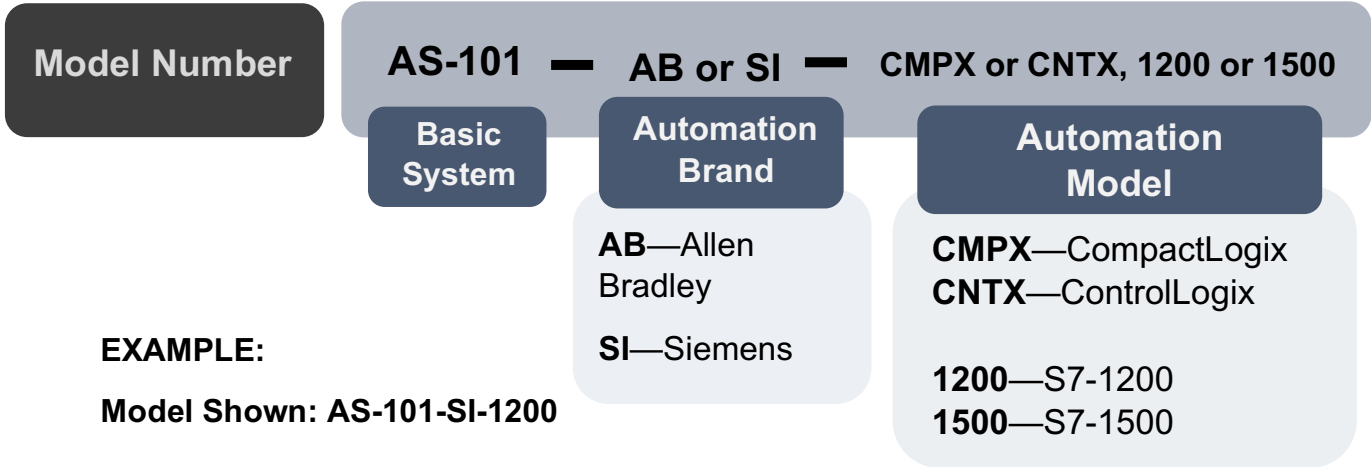 Model Number
AS-101 — AB or SI — CMPX or CNTX, 1200 or 1500
Basic
System
Automation
Brand
Automation
Model
AB—Allen
Bradley
SI—Siemens
CMPX—CompactLogix
CNTX—ControlLogix
1200—S7-1200
1500—S7-1500
EXAMPLE:
Model Shown: AS-101-SI-1200